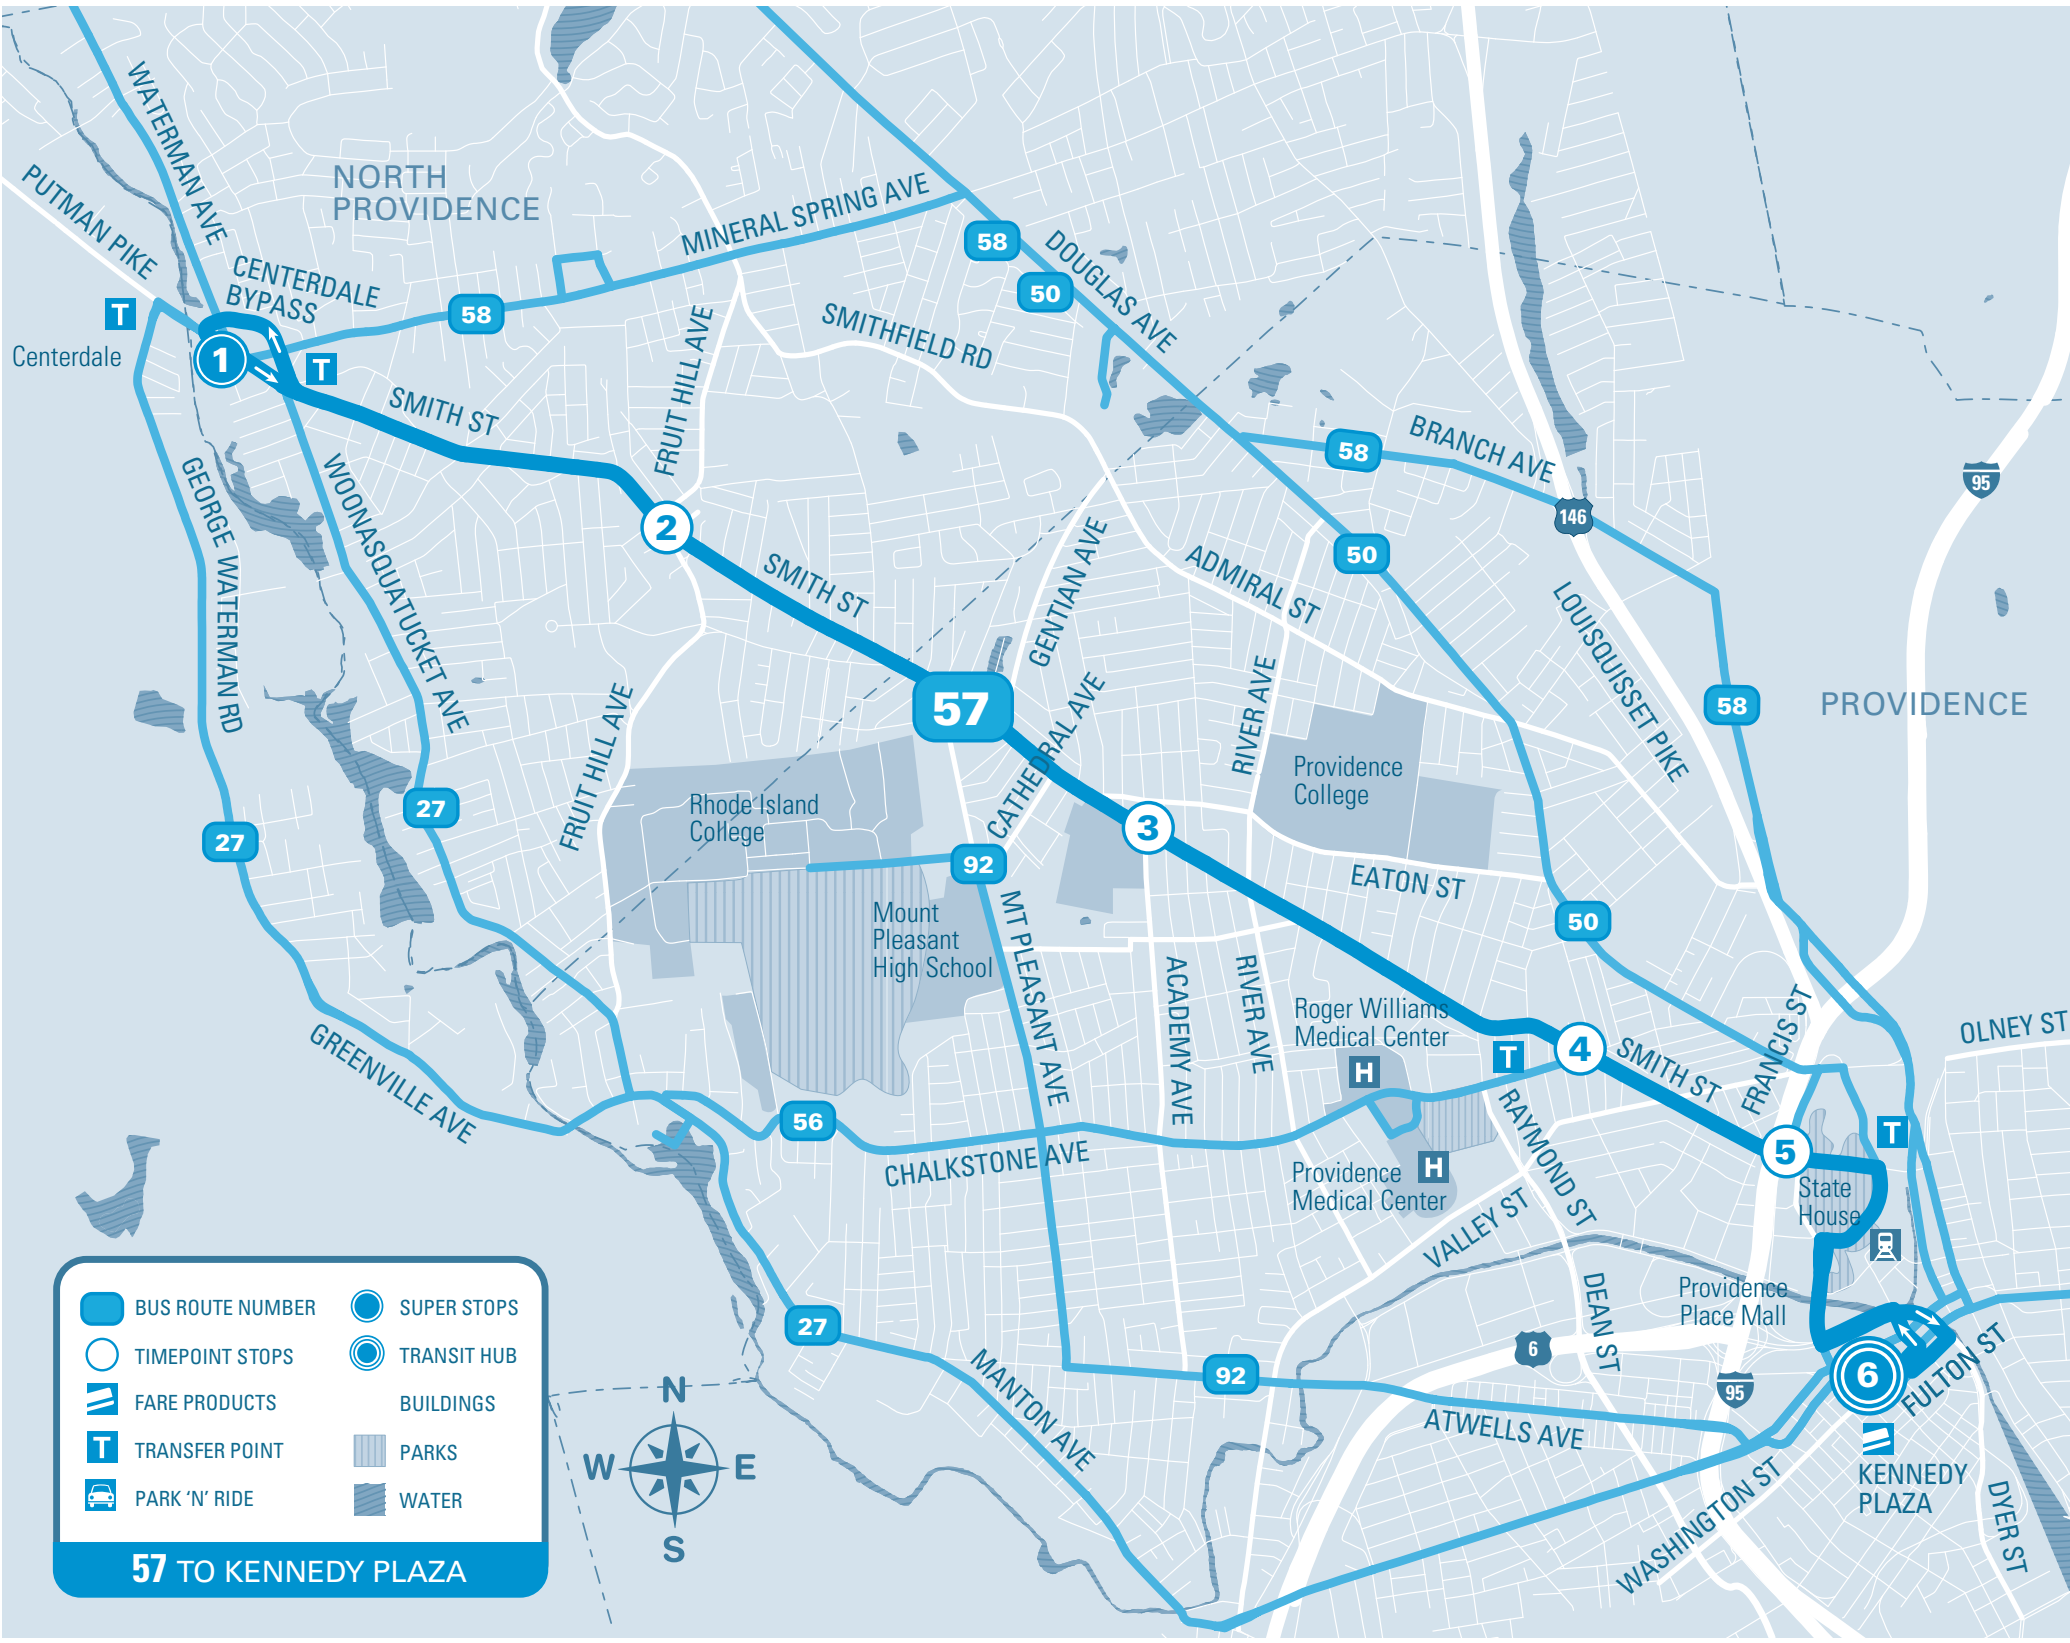 WATERMAN AVE
PUTMAN PIKE
NORTH
PROVIDENCE
CENTERDALE
BYPASS
MINERAL SPRING AVE
58
50
DOUGLAS AVE
T
58
Centerdale
1
T
SMITH ST
FRUIT HILL AVE
SMITHFIELD RD
58
BRANCH AVE
95
146
GEORGE WATERMAN RD
WOONASQUATUCKET AVE
2
SMITH ST
GENTIAN AVE
ADMIRAL ST
50
LOUISQUISSET PIKE
57
CATHEDRAL AVE
RIVER AVE
58
PROVIDENCE
FRUIT HILL AVE
Rhode Island
College
Providence
College
27
27
3
92
EATON ST
50
Mount
Pleasant
High School
MT PLEASANT AVE
ACADEMY AVE
RIVER AVE
Roger Williams
Medical Center
H
T
4
SMITH ST
FRANCIS ST
OLNEY ST
GREENVILLE AVE
56
CHALKSTONE AVE
RAYMOND ST
T
5
Providence
Medical Center
H
State
House
VALLEY ST
DEAN ST
Providence
Place Mall
27
MANTON AVE
92
6
95
6
FULTON ST
ATWELLS AVE
WASHINGTON ST
KENNEDY
PLAZA
DYER ST
BUS ROUTE NUMBER
SUPER STOPS
TIMEPOINT STOPS
TRANSIT HUB
FARE PRODUCTS
BUILDINGS
T
TRANSFER POINT
PARKS
PARK ‘N’ RIDE
WATER
57 TO KENNEDY PLAZA
N
W
E
S